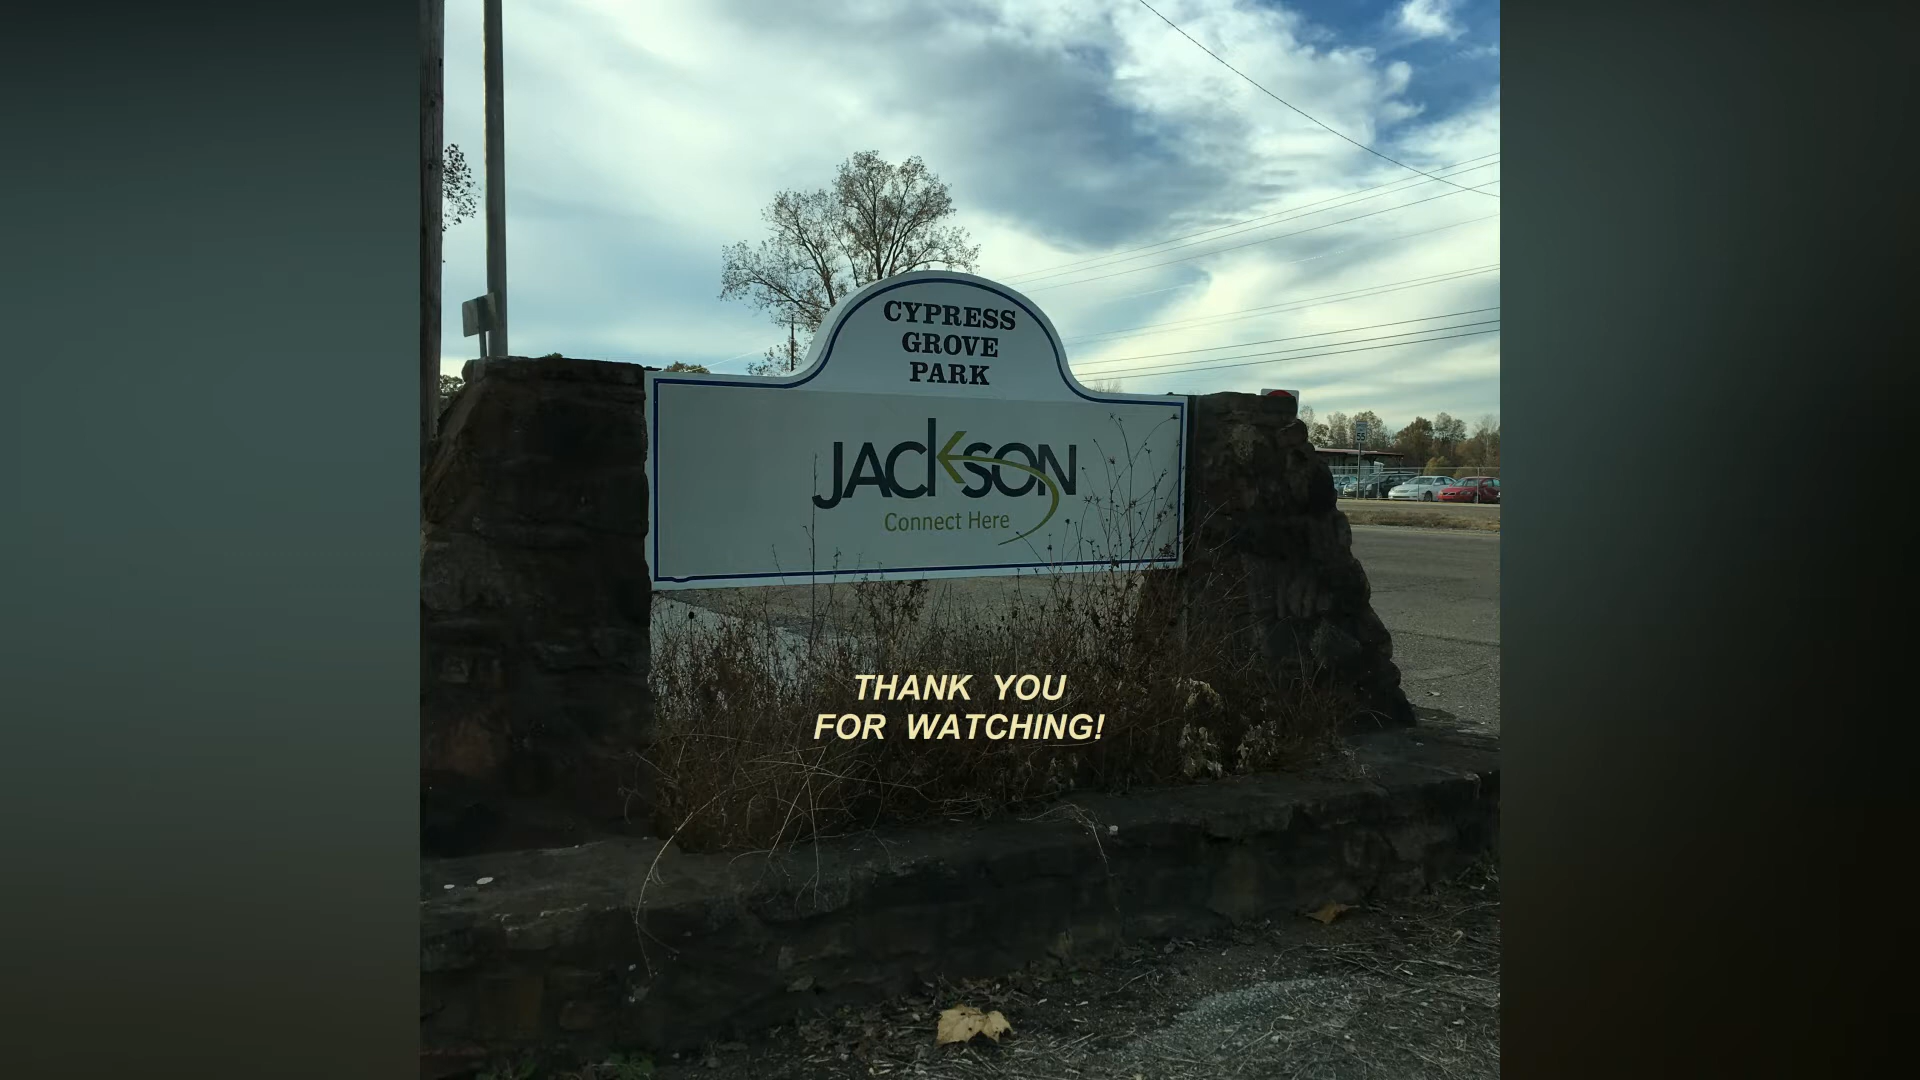 CYPRESS
GROVE
PARK
JACKSON
Connect Here
THANK YOU
FOR WATCHING!